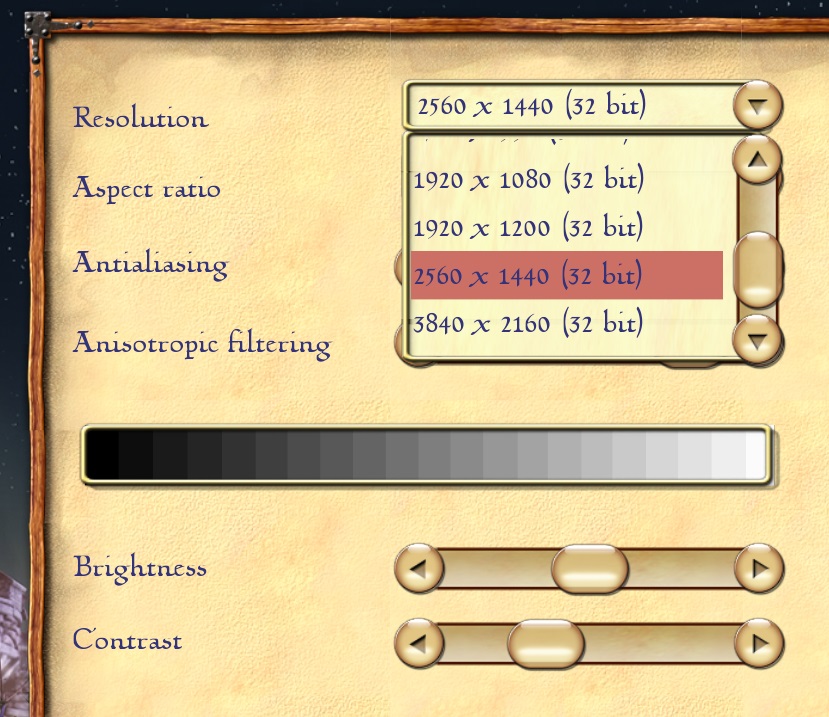 Resolution
2560 x 1440 (32 bit)
1920 x 1080 (32 bit)
Aspect ratio
1920 x 1200 (32 bit)
Antialiasing
2560 x 1440 (32 bit)
3840 x 2160 (32 bit)
Anisotropic filtering
Brightness
Contrast